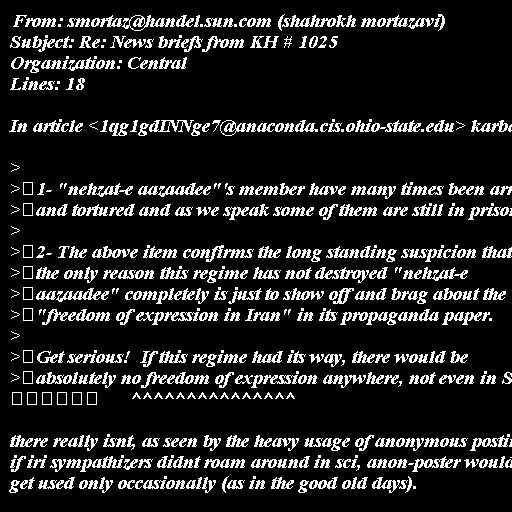 From: smortaz@handel.sun.com (shahrokh mortazavi)
Subject: Re: News briefs from KH # 1025
Organization: Central
Lines: 18
In article <1qg1gdINNge7@anaconda.cis.ohio-state.edu> karb
>
>□1- "nehzat-e aazaadee"'s member have many times been arr
>□and tortured and as we speak some of them are still in priso
>
>□2- The above item confirms the long standing suspicion that
>□the only reason this regime has not destroyed "nehzat-e
>□aazaadee" completely is just to show off and brag about the
>□"freedom of expression in Iran" in its propaganda paper.
>
>□Get serious!  If this regime had its way, there would be
>□absolutely no freedom of expression anywhere, not even in S
□□□□□□ ^^^^^^^^^^^^^^^
there really isnt, as seen by the heavy usage of anonymous posti
if iri sympathizers didnt roam around in sci, anon-poster would
get used only occasionally (as in the good old days).